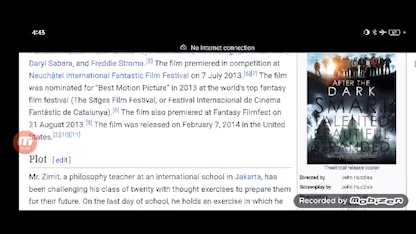 4:43
No internet connection
Daryl Sabara, and Freddie Stroma.[5] The film premiered in competition at
Neuchâtel International Fantastic Film Festival on 7 July 2013.[6][7] The film
was nominated for "Best Motion Picture" in 2013 at the world's top fantasy
film festival (The Sitges Film Festival, or Festival Internacional de Cinema
Fantàstic de Catalunya).[8] The film also premiered at Fantasy Filmfest on
21 August 2013.[9] The film was released on February 7, 2014 in the United
States.[2][10][11]
Plot [edit]
Mr. Zimit, a philosophy teacher at an international school in Jakarta, has
been challenging his class of twenty with thought exercises to prepare them
for their future. On the last day of school, he holds an exercise in which he
AFTER THE
DARK
Theatrical release poster
Directed by John Huddles
Screenplay by John Huddles
Recorded by Mobizen